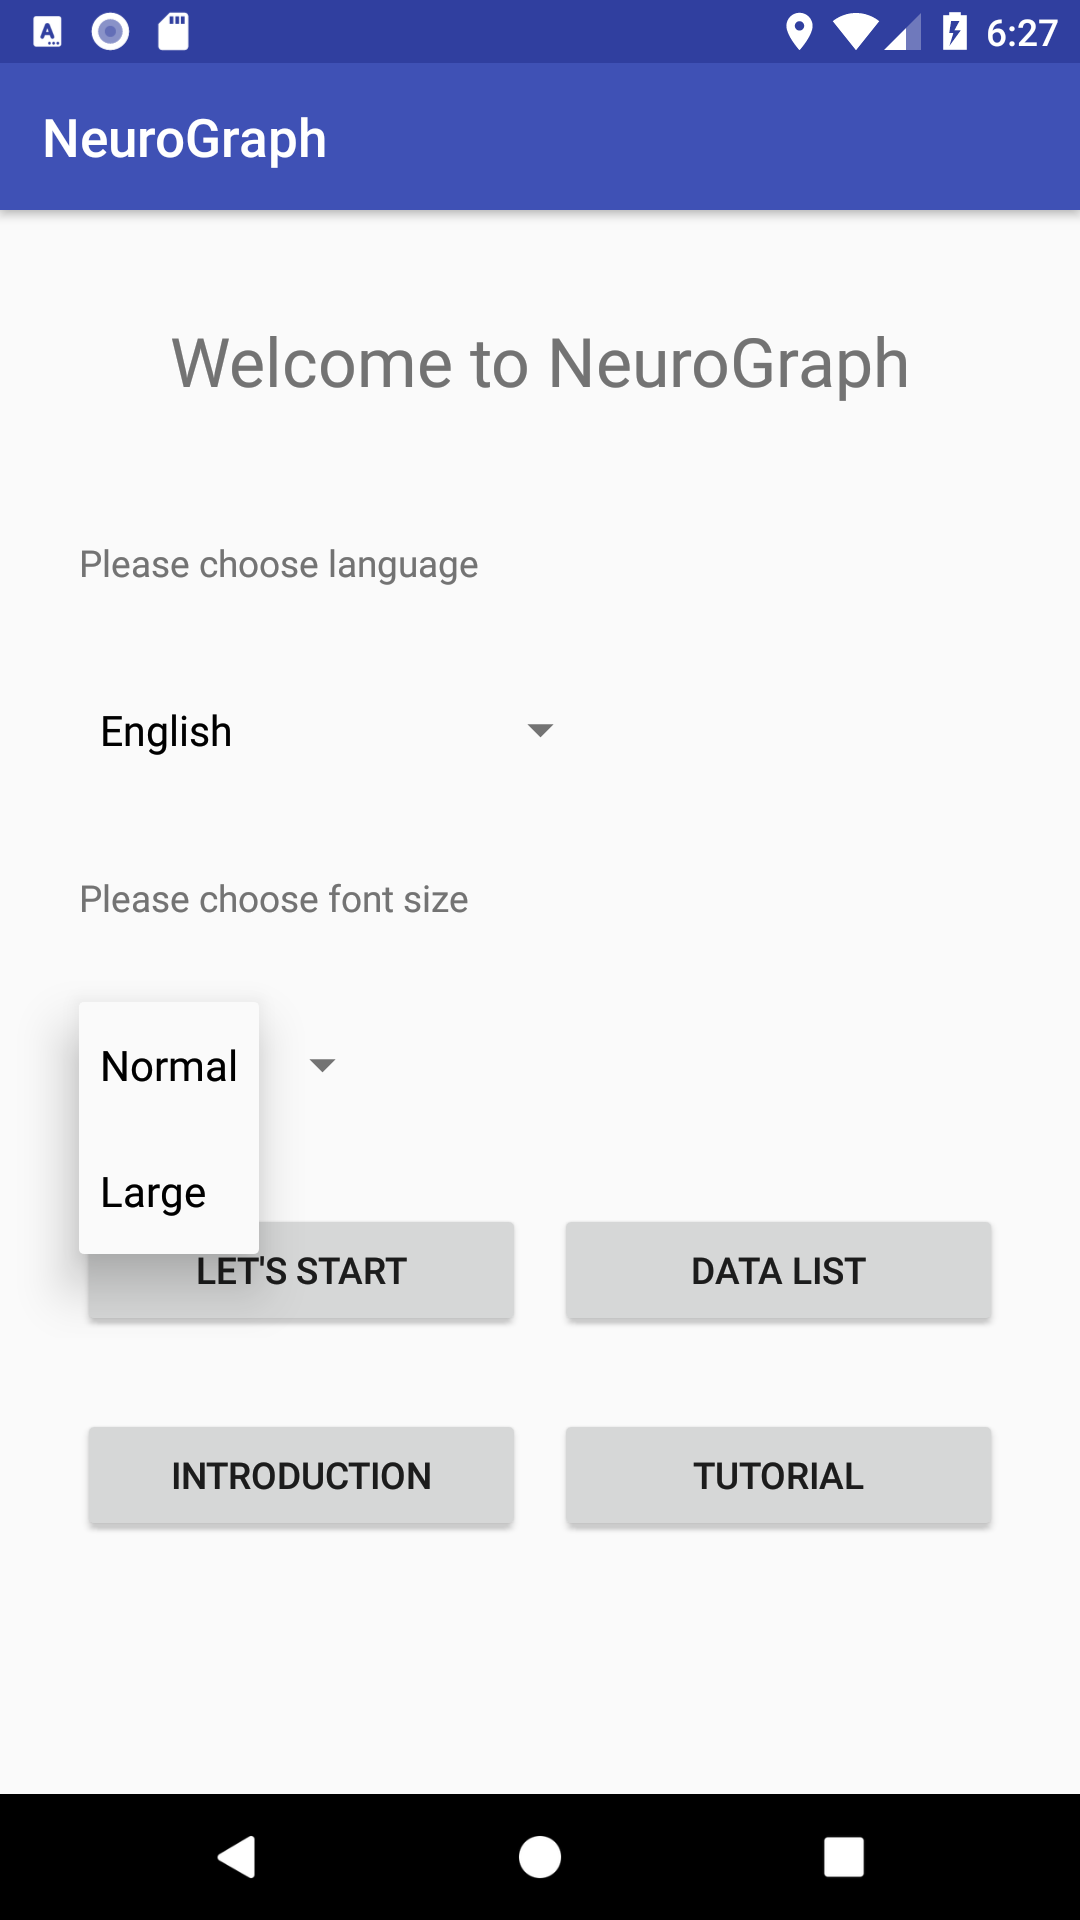 6:27
NeuroGraph
Welcome to NeuroGraph
Please choose language
English
Please choose font size
Normal
Large
LET'S START
DATA LIST
INTRODUCTION
TUTORIAL